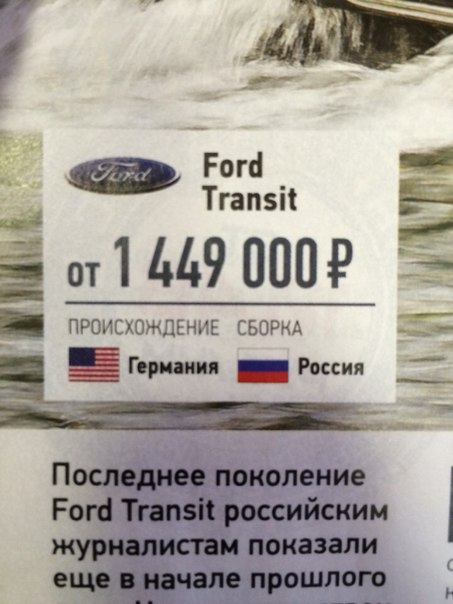 Ford
Ford
Transit
от 1 449 000 ₽
ПРОИСХОЖДЕНИЕ СБОРКА
Германия Россия
Последнее поколение
Ford Transit российским
журналистам показали
еще в начале прошлого